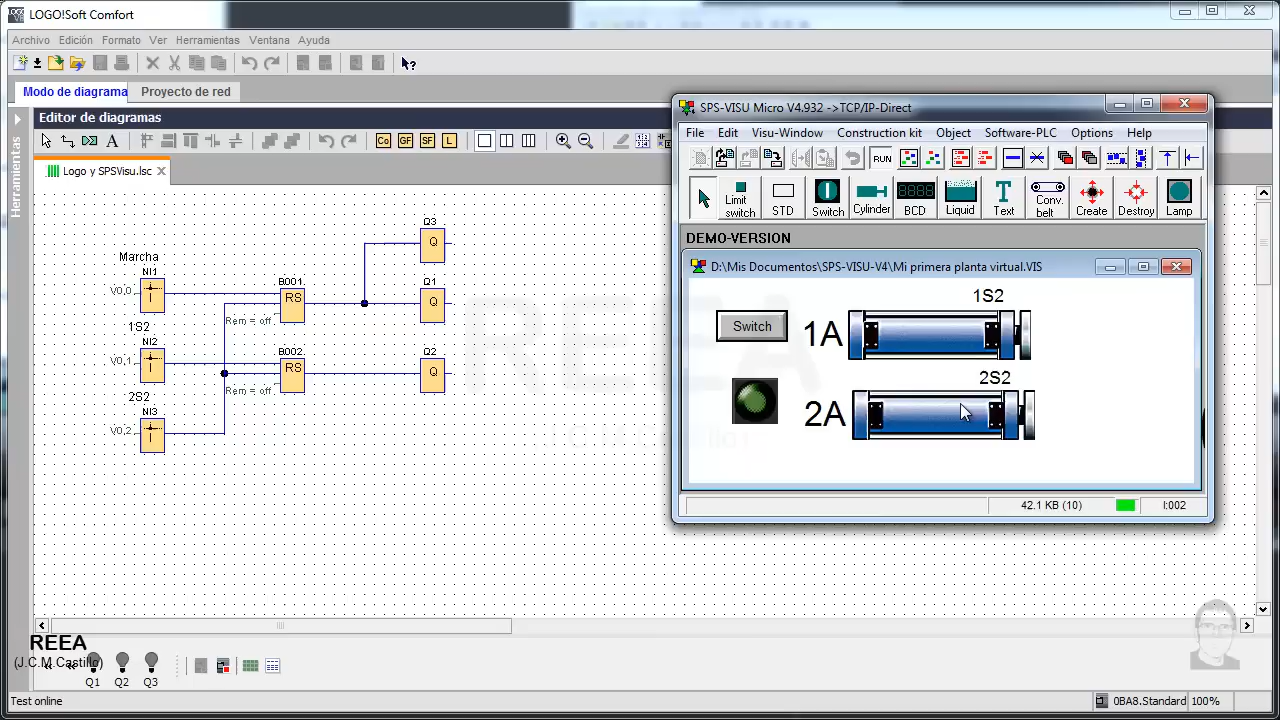 LOGO!Soft Comfort
Archivo Edición Formato Ver Herramientas Ventana Ayuda
Modo de diagrama Proyecto de red
Editor de diagramas
Co GF SF L
Logo y SPSVisu.lsc
Herramientas
Marcha
NI1
V0,0
I
1S2
NI2
V0,1
I
2S2
NI3
I
B001
RS
Rem = off
B002
RS
Rem = off
Q3
Q
Q1
Q
Q2
Q
SPS-VISU Micro V4.932 ->TCP/IP-Direct
File Edit Visu-Window Construction kit Object Software-PLC Options Help
RUN
Limit switch STD Switch Cylinder BCD Liquid Text Conv. belt Create Destroy Lamp
DEMO-VERSION
D:\Mis Documentos\SPS-VISU-V4\Mi primera planta virtual.VIS
Switch
1A
1S2
2A
2S2
42.1 KB (10) I:002
REEA
(J.C.M.Castillo)
Q1 Q2 Q3
Test online
0BA8.Standard 100%